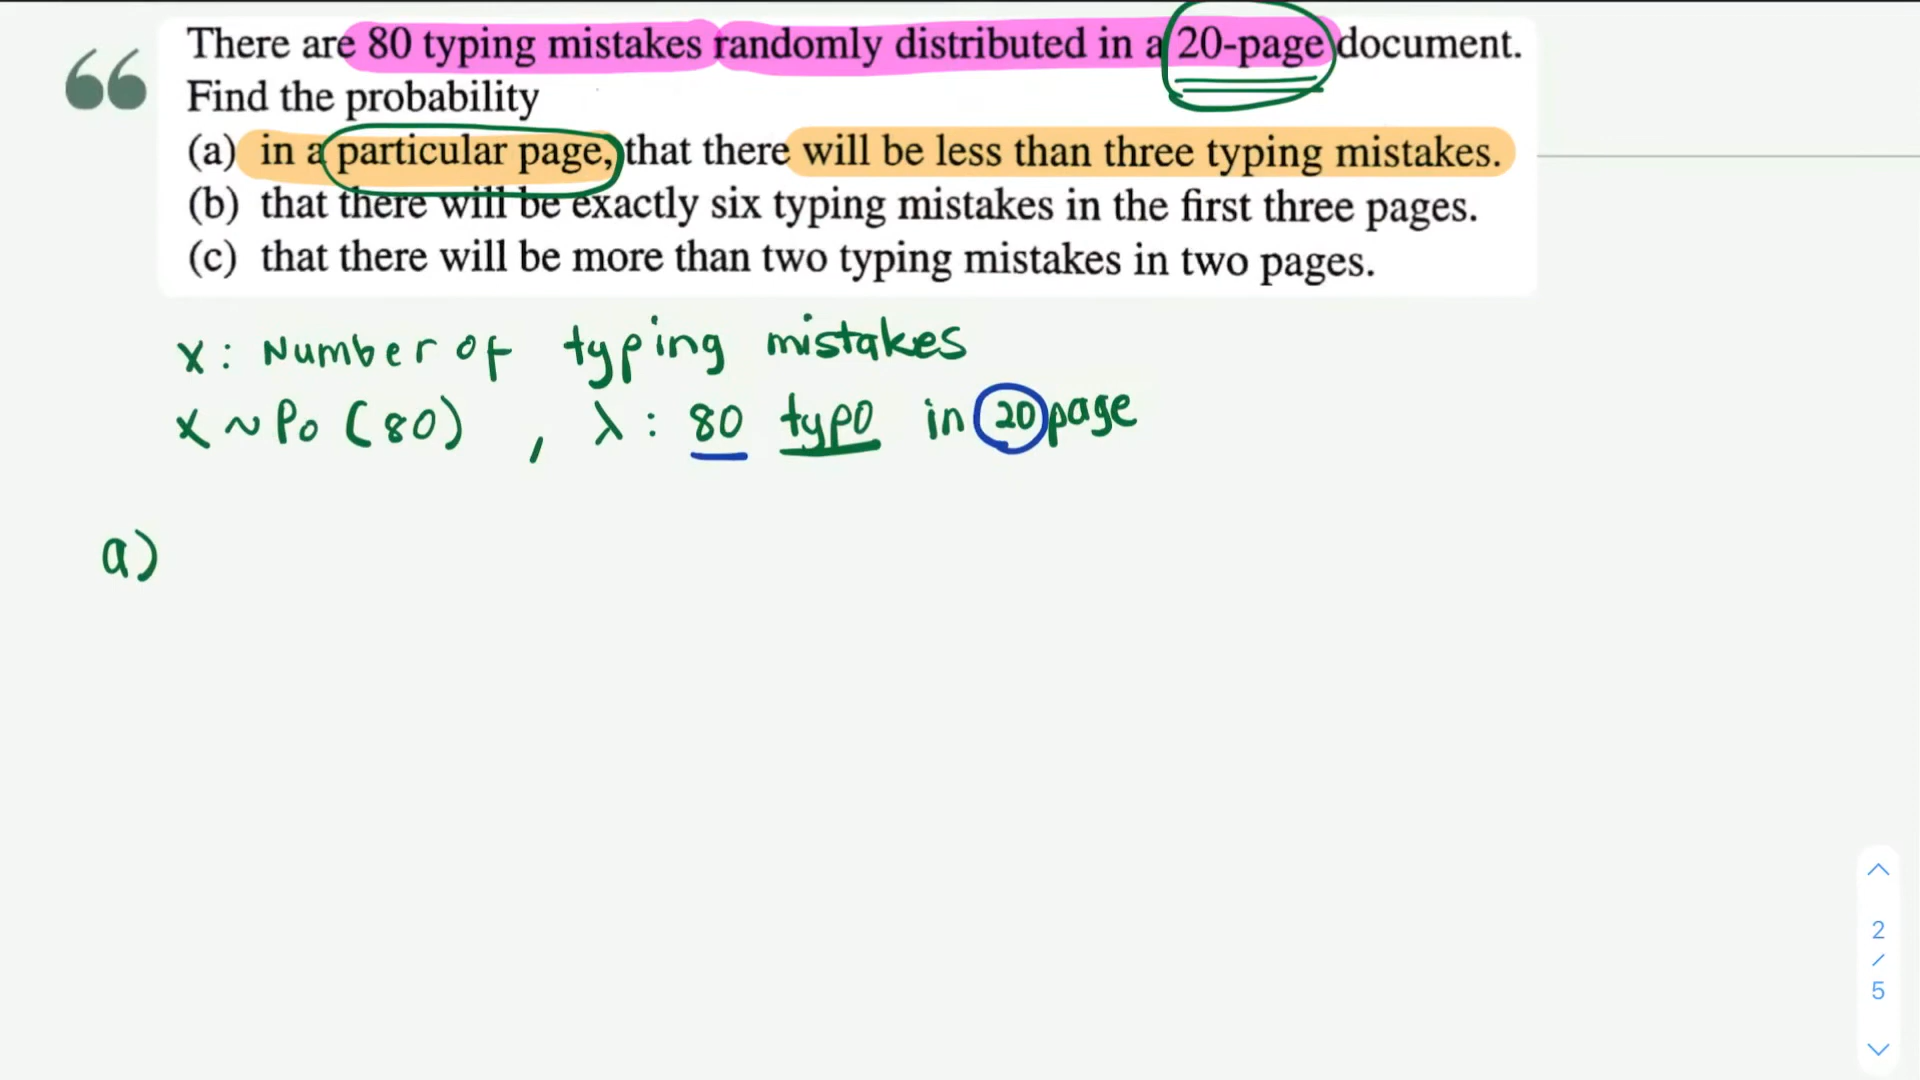 “
There are 80 typing mistakes randomly distributed in a 20-page document.
Find the probability
(a) in a particular page, that there will be less than three typing mistakes.
(b) that there will be exactly six typing mistakes in the first three pages.
(c) that there will be more than two typing mistakes in two pages.
x : Number of typing mistakes
x ~ Po (80) , λ : 80 typo in 20 page
a)
2
/
5